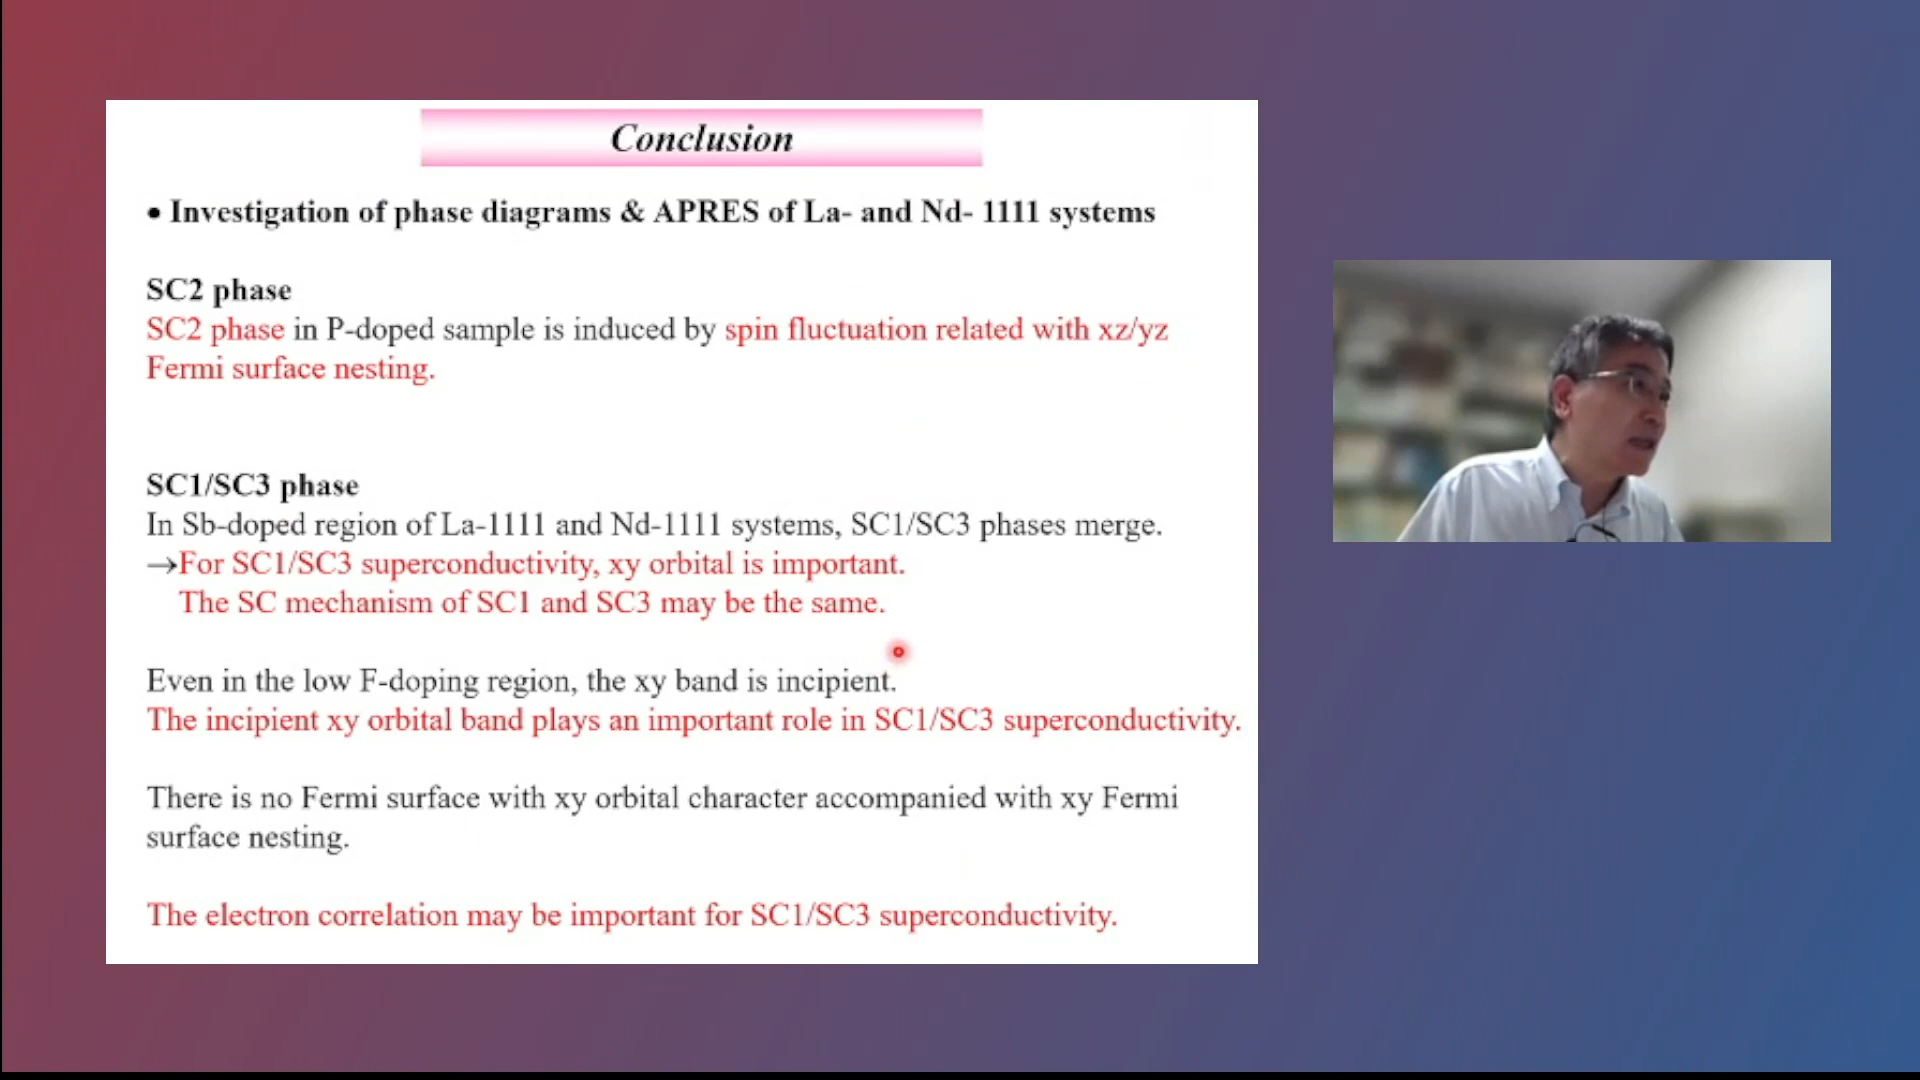 Conclusion
• Investigation of phase diagrams & APRES of La- and Nd- 1111 systems
SC2 phase
SC2 phase in P-doped sample is induced by spin fluctuation related with xz/yz
Fermi surface nesting.
SC1/SC3 phase
In Sb-doped region of La-1111 and Nd-1111 systems, SC1/SC3 phases merge.
→For SC1/SC3 superconductivity, xy orbital is important.
The SC mechanism of SC1 and SC3 may be the same.
Even in the low F-doping region, the xy band is incipient.
The incipient xy orbital band plays an important role in SC1/SC3 superconductivity.
There is no Fermi surface with xy orbital character accompanied with xy Fermi
surface nesting.
The electron correlation may be important for SC1/SC3 superconductivity.